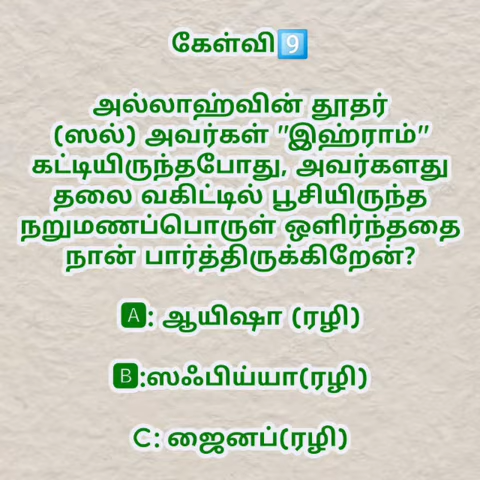 கேள்வி9️⃣
அல்லாஹ்வின் தூதர்
(ஸல்) அவர்கள் "இஹ்ராம்"
கட்டியிருந்தபோது, அவர்களது
தலை வகிட்டில் பூசியிருந்த
நறுமணப்பொருள் ஒளிர்ந்ததை
நான் பார்த்திருக்கிறேன்?
🅰: ஆயிஷா (ரழி)
🅱:ஸஃபிய்யா(ரழி)
C: ஜைனப்(ரழி)